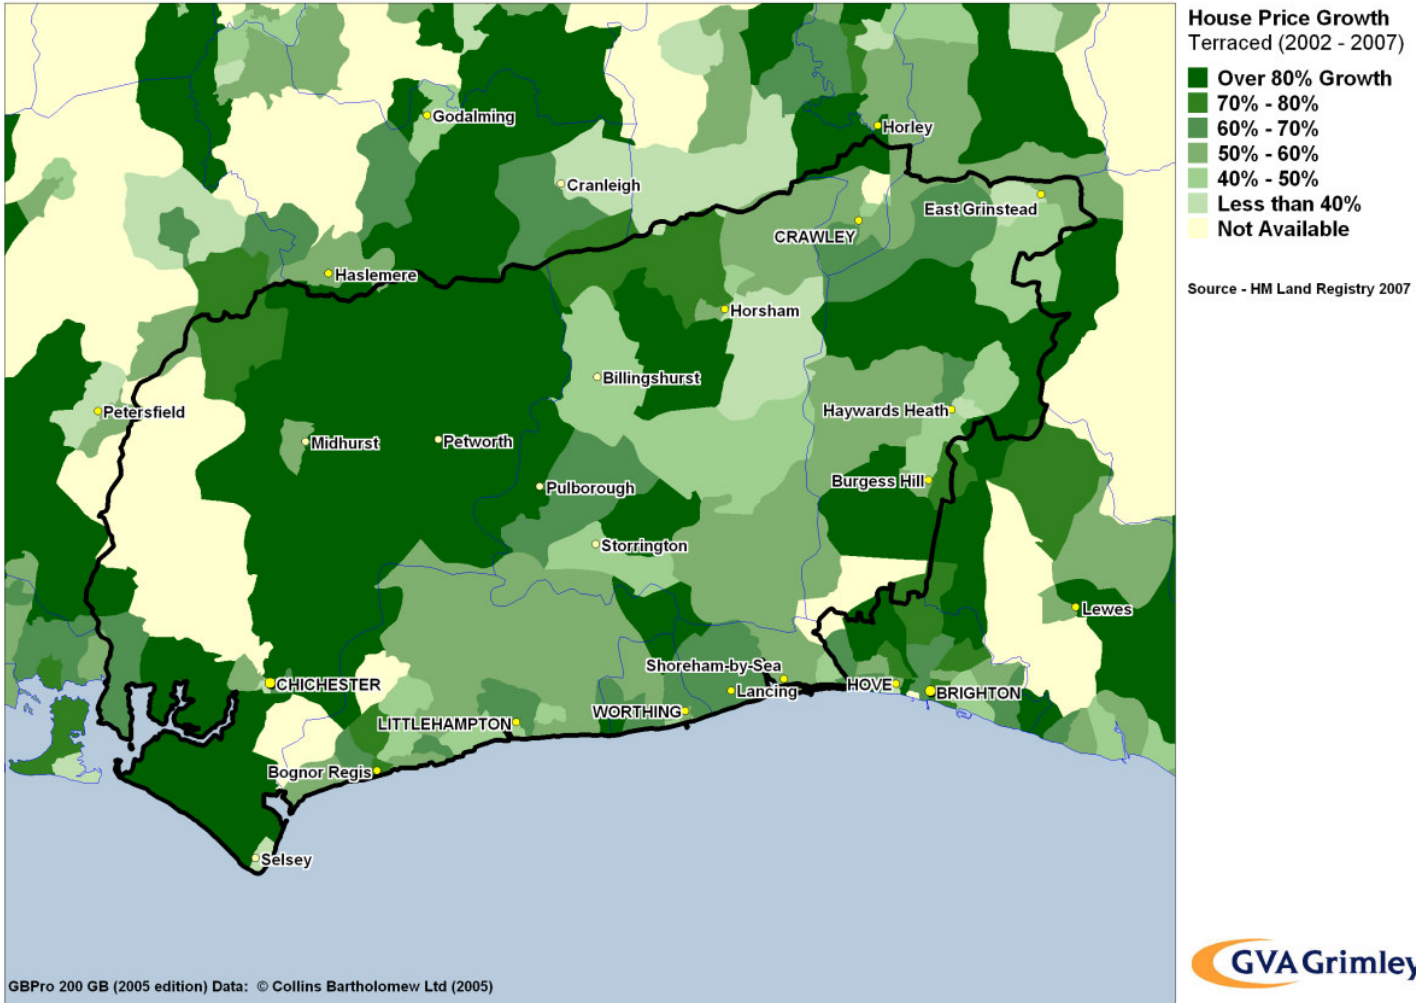 House Price Growth
Terraced (2002 - 2007)
Over 80% Growth
70% - 80%
60% - 70%
50% - 60%
40% - 50%
Less than 40%
Not Available
Source - HM Land Registry 2007
Godalming
Horley
Cranleigh
East Grinstead
CRAWLEY
Haslemere
Horsham
Billingshurst
Petersfield
Haywards Heath
Midhurst
Petworth
Pulborough
Burgess Hill
Storrington
Lewes
Shoreham-by-Sea
CHICHESTER
Lancing
HOVE
BRIGHTON
WORTHING
LITTLEHAMPTON
Bognor Regis
Selsey
GVA Grimley
GBPro 200 GB (2005 edition) Data: © Collins Bartholomew Ltd (2005)